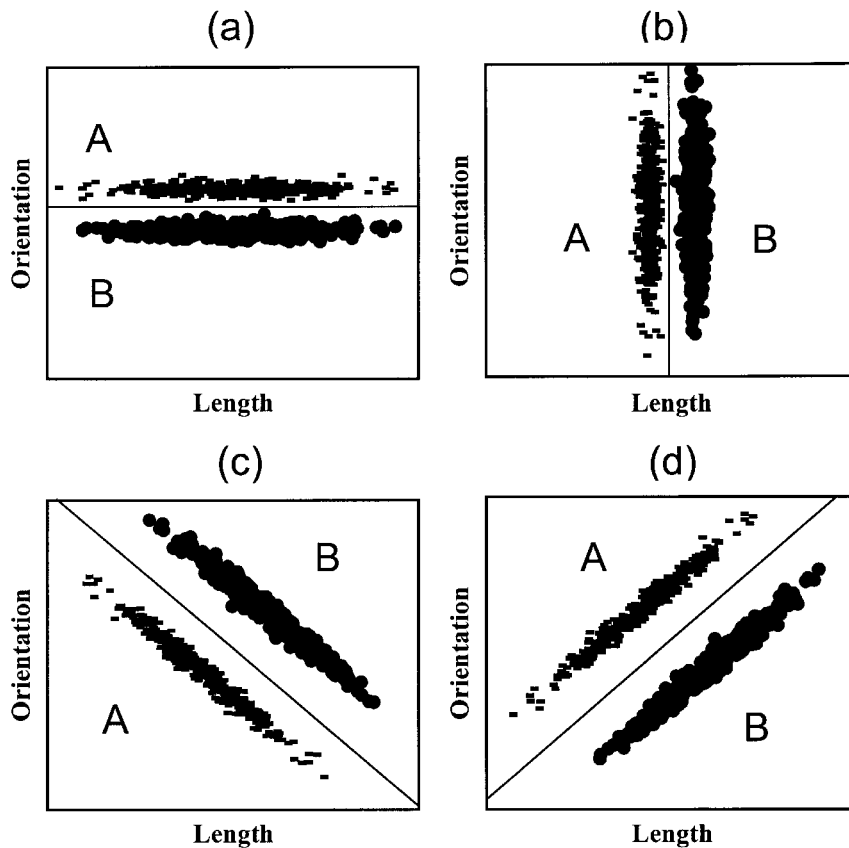 (a)
(b)
Orientation
A
B
Length
Orientation
A
B
Length
(c)
(d)
Orientation
B
A
Length
Orientation
A
B
Length